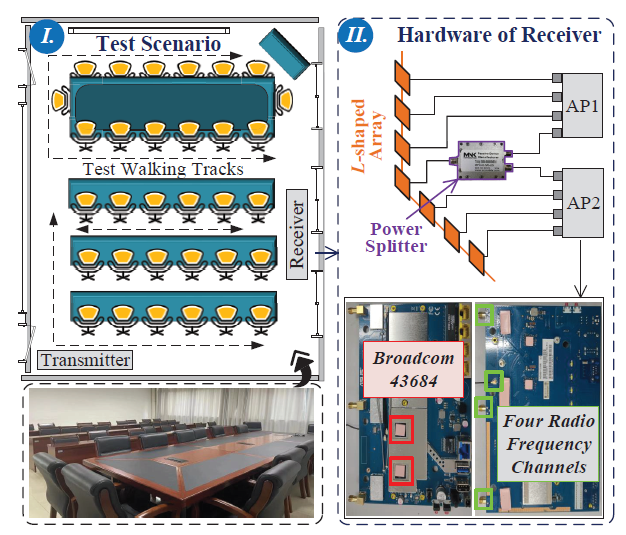 I.
Test Scenario
Test Walking Tracks
Receiver
Transmitter
II.
Hardware of Receiver
L-shaped
Array
AP1
AP2
Power
Splitter
Broadcom
43684
Four Radio
Frequency
Channels